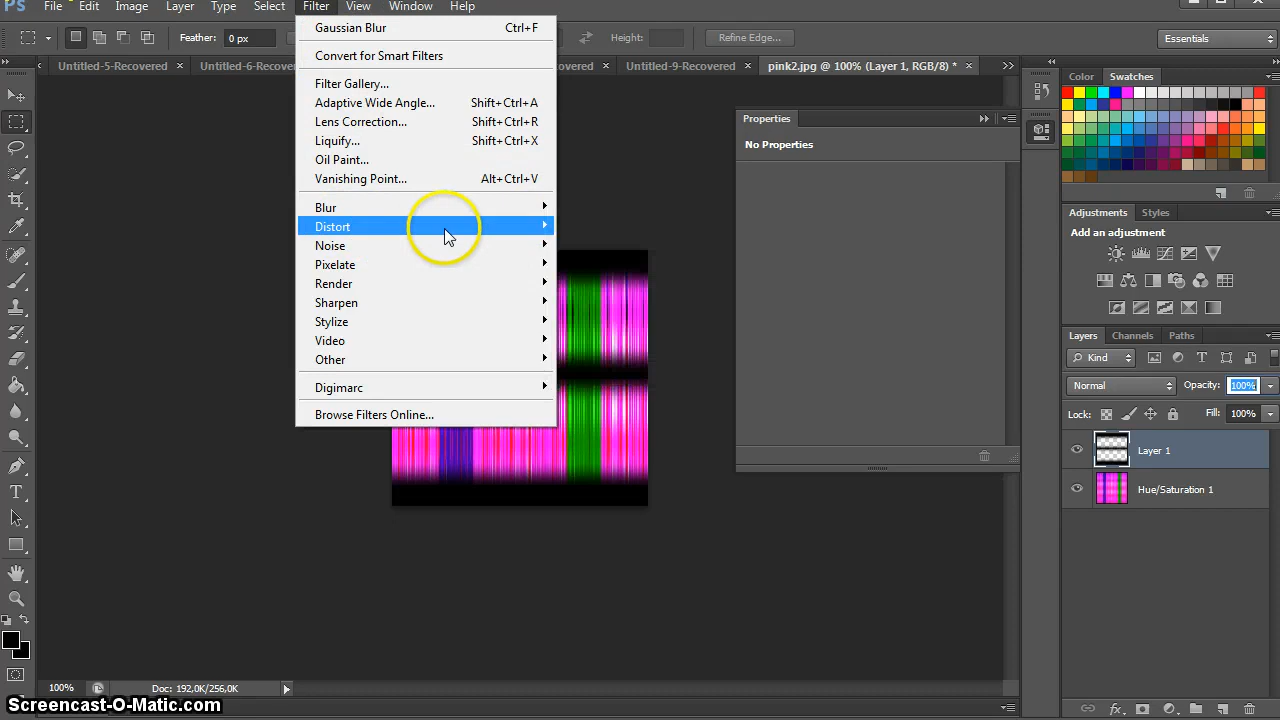 Ps File Edit Image Layer Type Select Filter View Window Help
Feather: 0 px Height: Refine Edge... Essentials
Untitled-5-Recovered × Untitled-6-Recove overed × Untitled-9-Recovered × pink2.jpg @ 100% (Layer 1, RGB/8) * ×
Gaussian Blur Ctrl+F
Convert for Smart Filters
Filter Gallery...
Adaptive Wide Angle... Shift+Ctrl+A
Lens Correction... Shift+Ctrl+R
Liquify... Shift+Ctrl+X
Oil Paint...
Vanishing Point... Alt+Ctrl+V
Blur
Distort
Noise
Pixelate
Render
Sharpen
Stylize
Video
Other
Digimarc
Browse Filters Online...
Properties
No Properties
Color Swatches
Adjustments Styles
Add an adjustment
Layers Channels Paths
Kind
Normal Opacity: 100%
Lock: Fill: 100%
Layer 1
Hue/Saturation 1
100% Doc: 192,0K/256,0K
Screencast-O-Matic.com